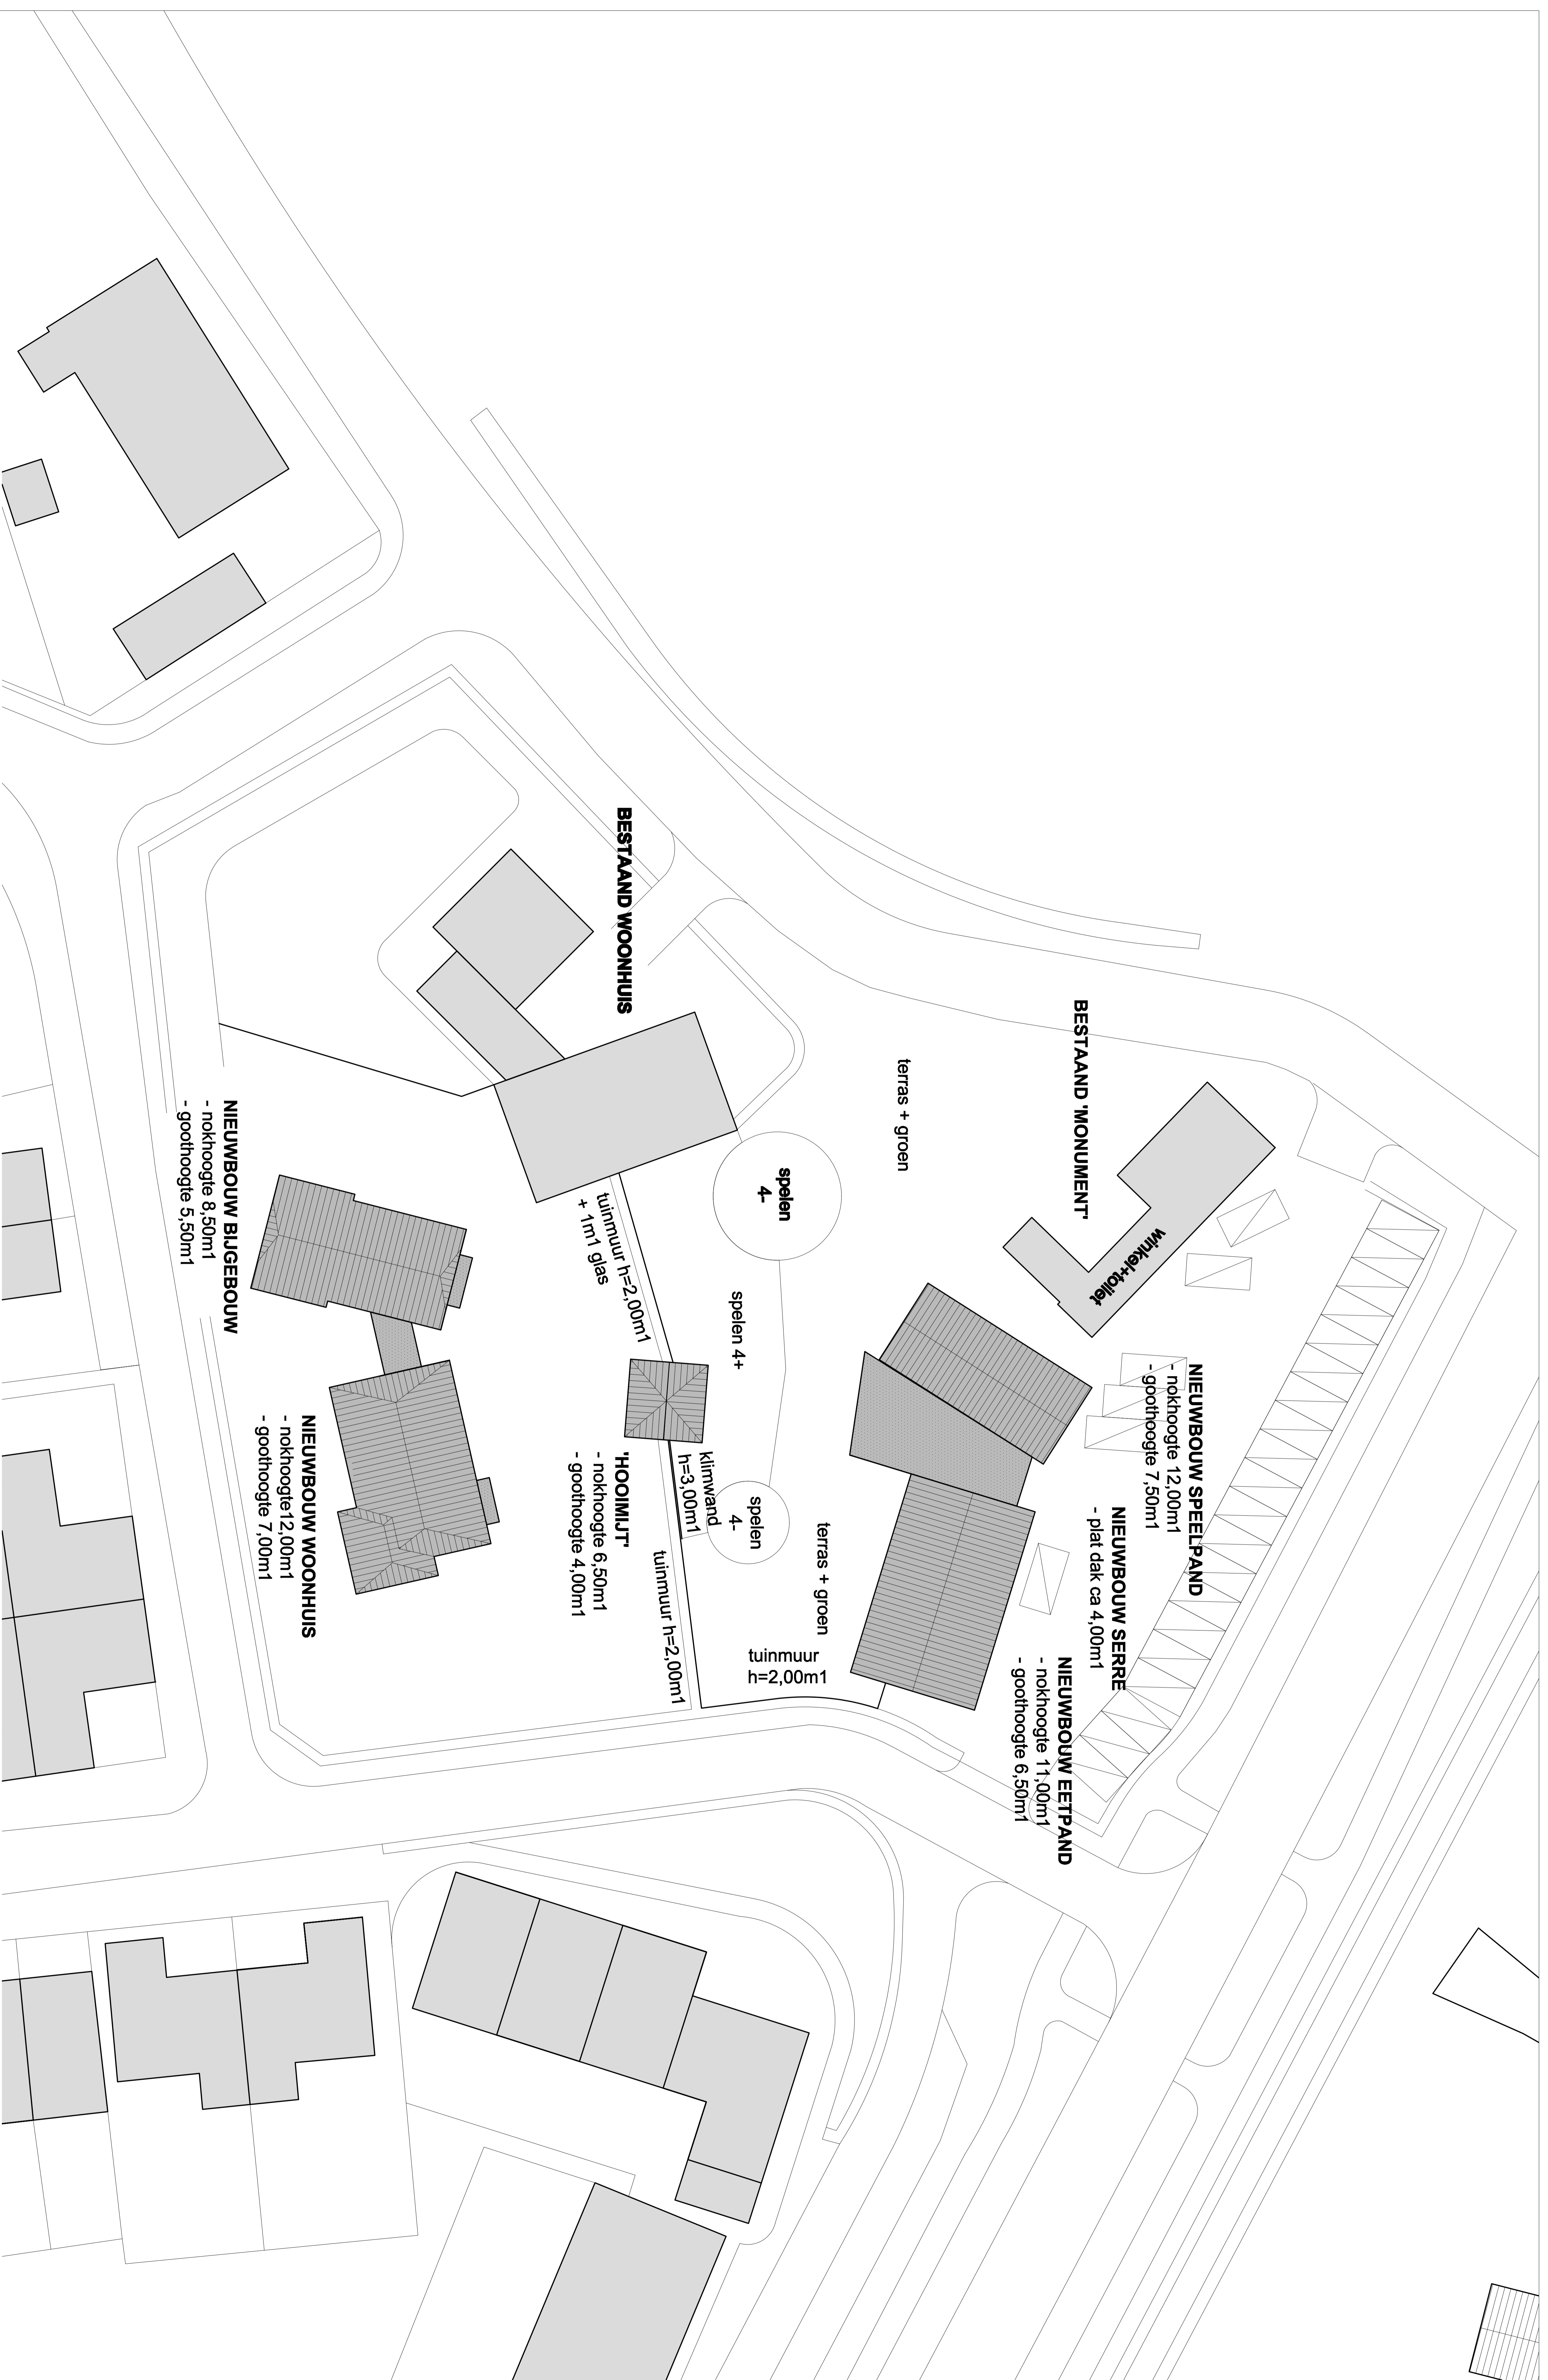 BESTAAND WOONHUIS
BESTAAND 'MONUMENT'
winkel+toilet
terras + groen
spelen
4-
tuinmuur h=2,00m1
+ 1m1 glas
spelen 4+
NIEUWBOUW BIJGEBOUW
- nokhoogte 8,50m1
- goothoogte 5,50m1
NIEUWBOUW WOONHUIS
- nokhoogte12,00m1
- goothoogte 7,00m1
'HOOIMIJT'
- nokhoogte 6,50m1
- goothoogte 4,00m1
klimwand
h=3,00m1
spelen
4-
terras + groen
tuinmuur h=2,00m1
tuinmuur
h=2,00m1
NIEUWBOUW SPEELPAND
- nokhoogte 12,00m1
- goothoogte 7,50m1
NIEUWBOUW SERRE
- plat dak ca 4,00m1
NIEUWBOUW EETPAND
- nokhoogte 11,00m1
- goothoogte 6,50m1